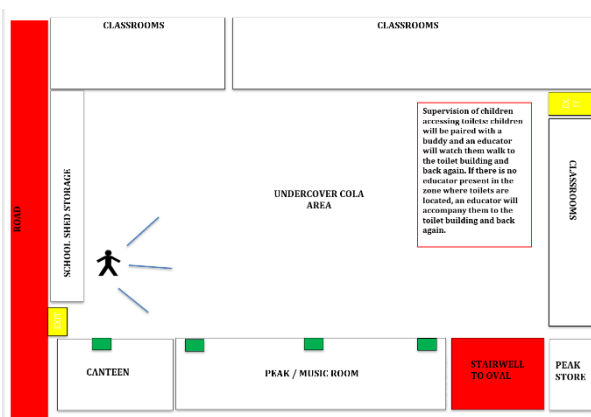 CLASSROOMS
CLASSROOMS
Supervision of children
accessing toilets: children
will be paired with a
buddy and an educator
will watch them walk to
the toilet building and
back again. If there is no
educator present in the
zone where toilets are
located, an educator will
accompany them to the
toilet building and back
again.
CLASSROOMS
UNDERCOVER COLA
AREA
SCHOOL SHED STORAGE
ROAD
CANTEEN
PEAK / MUSIC ROOM
STAIRWELL
TO OVAL
PEAK
STORE